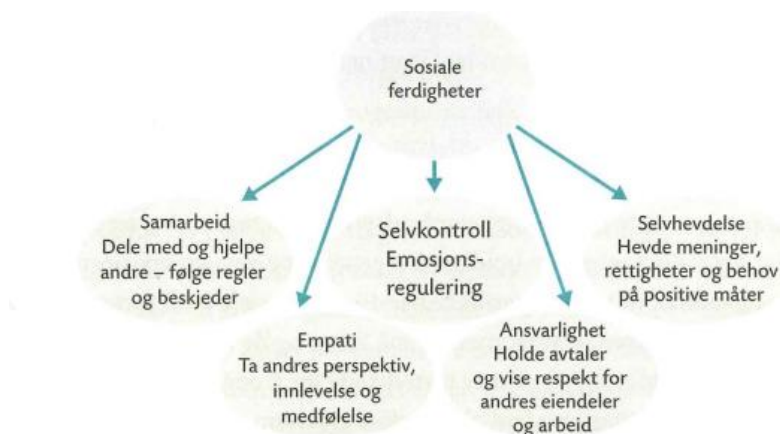 Sosiale
ferdigheter
Samarbeid
Dele med og hjelpe
andre – følge regler
og beskjeder
Selvkontroll
Emosjons-
regulering
Selvhevdelse
Hevde meninger,
rettigheter og behov
på positive måter
Empati
Ta andres perspektiv,
innlevelse og
medfølelse
Ansvarlighet
Holde avtaler
og vise respekt for
andres eiendeler
og arbeid